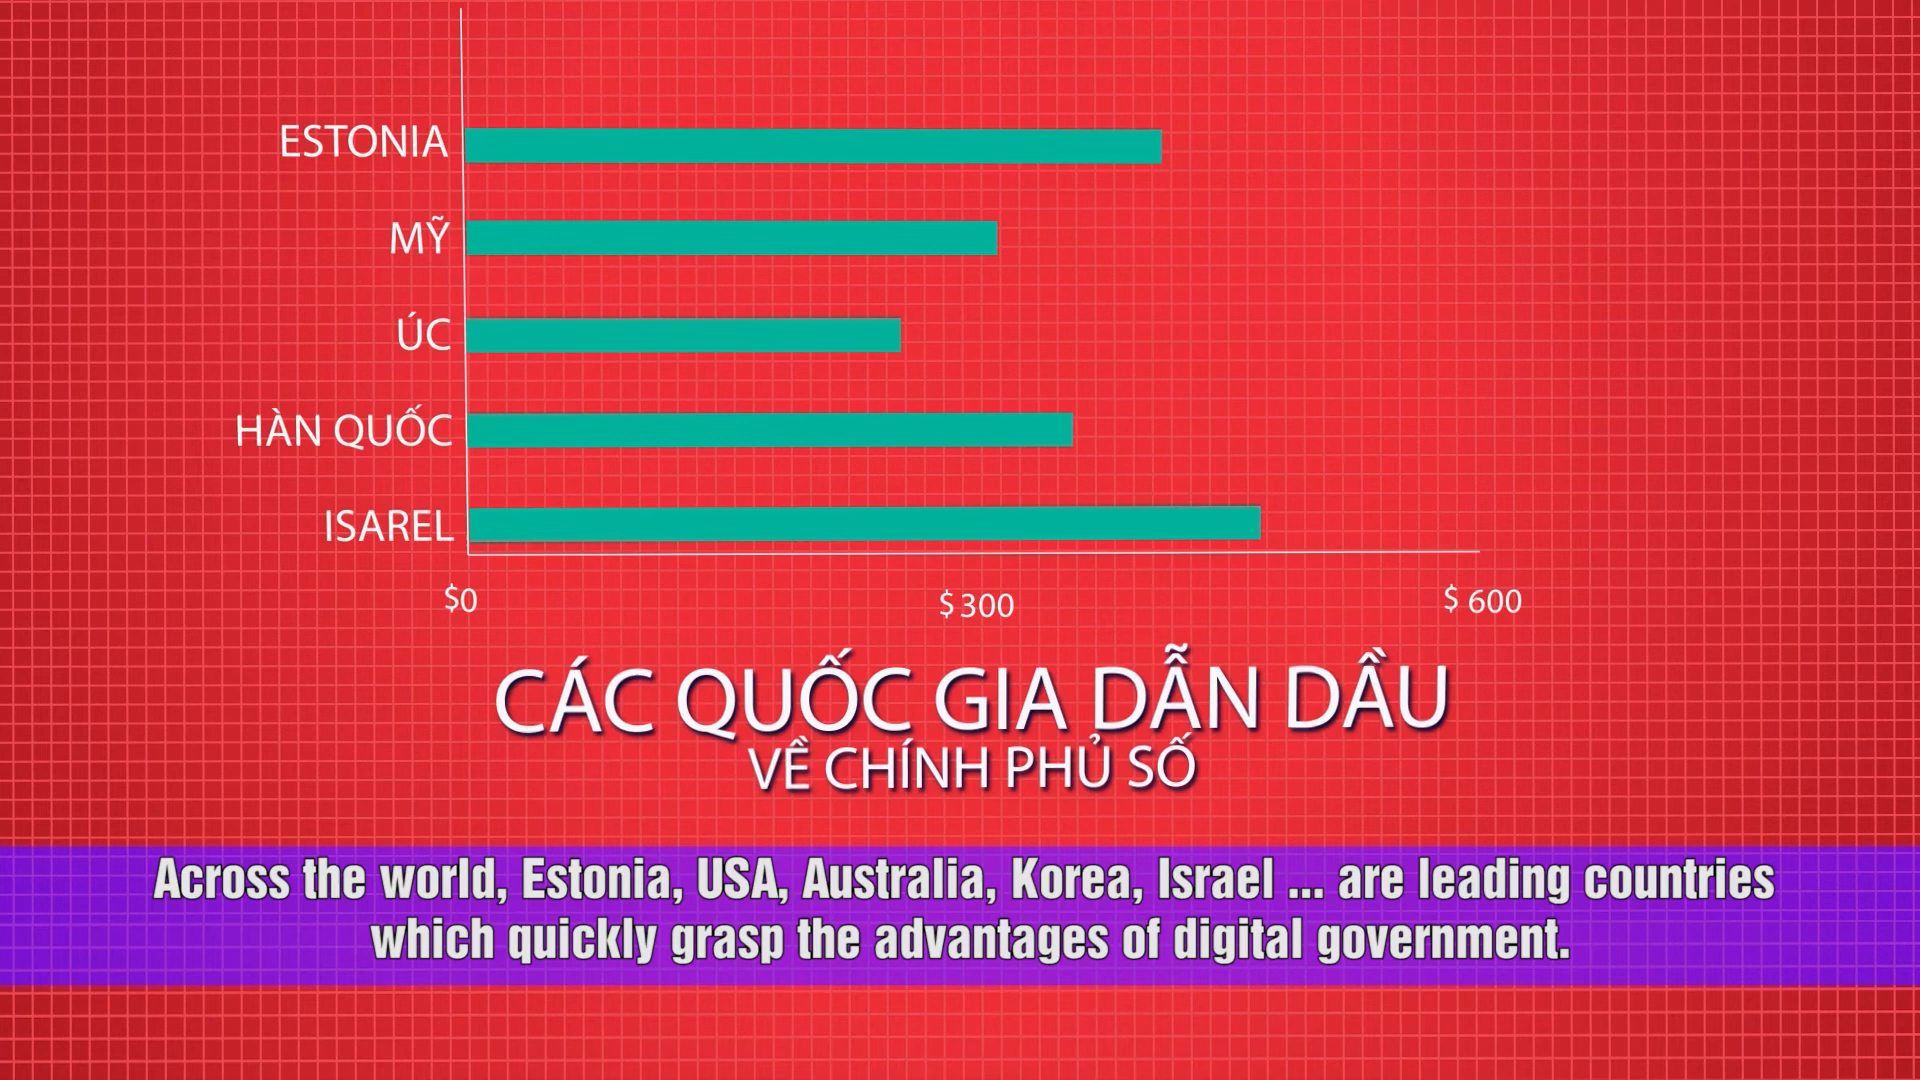 ESTONIA
MỸ
ÚC
HÀN QUỐC
ISAREL
$0
$ 300
$ 600
CÁC QUỐC GIA DẪN DẦU
VỀ CHÍNH PHỦ SỐ
Across the world, Estonia, USA, Australia, Korea, Israel ... are leading countries
which quickly grasp the advantages of digital government.